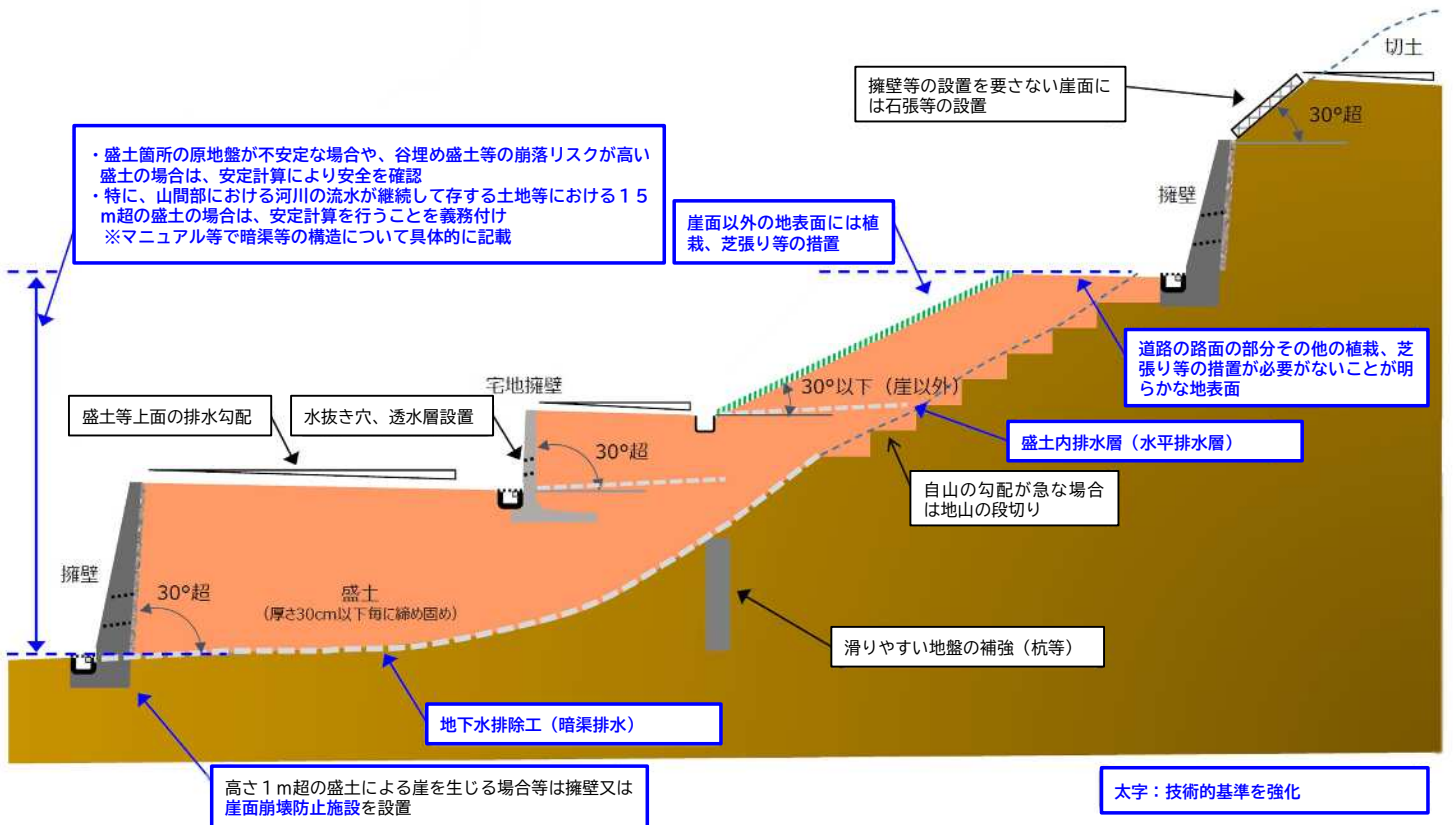 切土
擁壁等の設置を要さない崖面に
は石張等の設置
30°超
・盛土箇所の原地盤が不安定な場合や、谷埋め盛土等の崩落リスクが高い
盛土の場合は、安定計算により安全を確認
・特に、山間部における河川の流水が継続して存する土地等における15
m超の盛土の場合は、安定計算を行うことを義務付け
※マニュアル等で暗渠等の構造について具体的に記載
擁壁
崖面以外の地表面には植
栽、芝張り等の措置
道路の路面の部分その他の植栽、芝
張り等の措置が必要がないことが明
らかな地表面
宅地擁壁
30°以下（崖以外）
盛土等上面の排水勾配
水抜き穴、透水層設置
盛土内排水層（水平排水層）
30°超
自山の勾配が急な場合
は地山の段切り
擁壁
30°超
盛土
（厚さ30cm以下毎に締め固め）
滑りやすい地盤の補強（杭等）
地下水排除工（暗渠排水）
高さ1m超の盛土による崖を生じる場合等は擁壁又は
崖面崩壊防止施設を設置
太字：技術的基準を強化